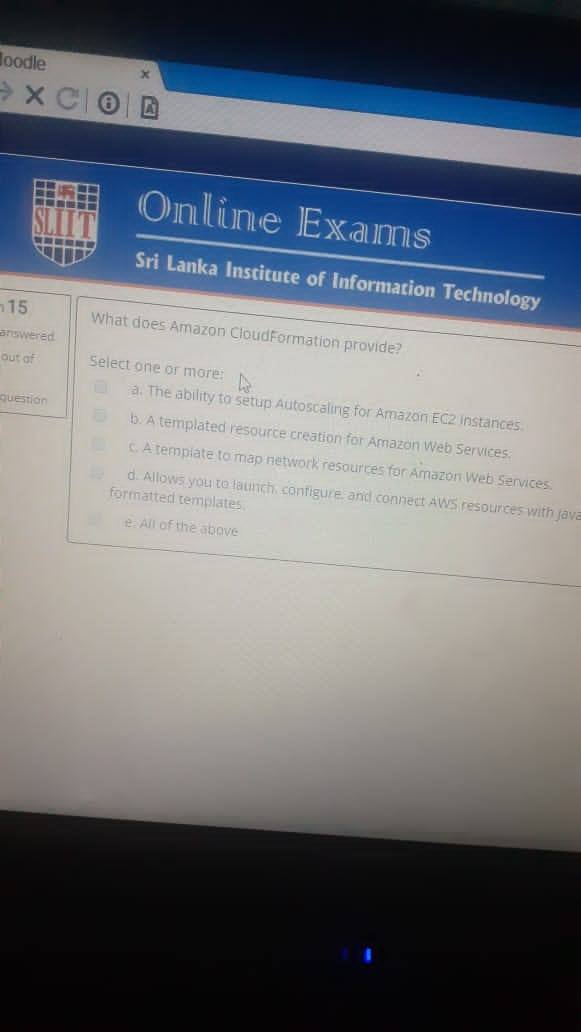 loodle
x
SLIIT
Online Exams
Sri Lanka Institute of Information Technology
15
answered
out of
question
What does Amazon CloudFormation provide?
Select one or more:
a. The ability to setup Autoscaling for Amazon EC2 instances.
b. A templated resource creation for Amazon Web Services.
c. A template to map network resources for Amazon Web Services.
d. Allows you to launch, configure, and connect AWS resources with Java
formatted templates.
e. All of the above